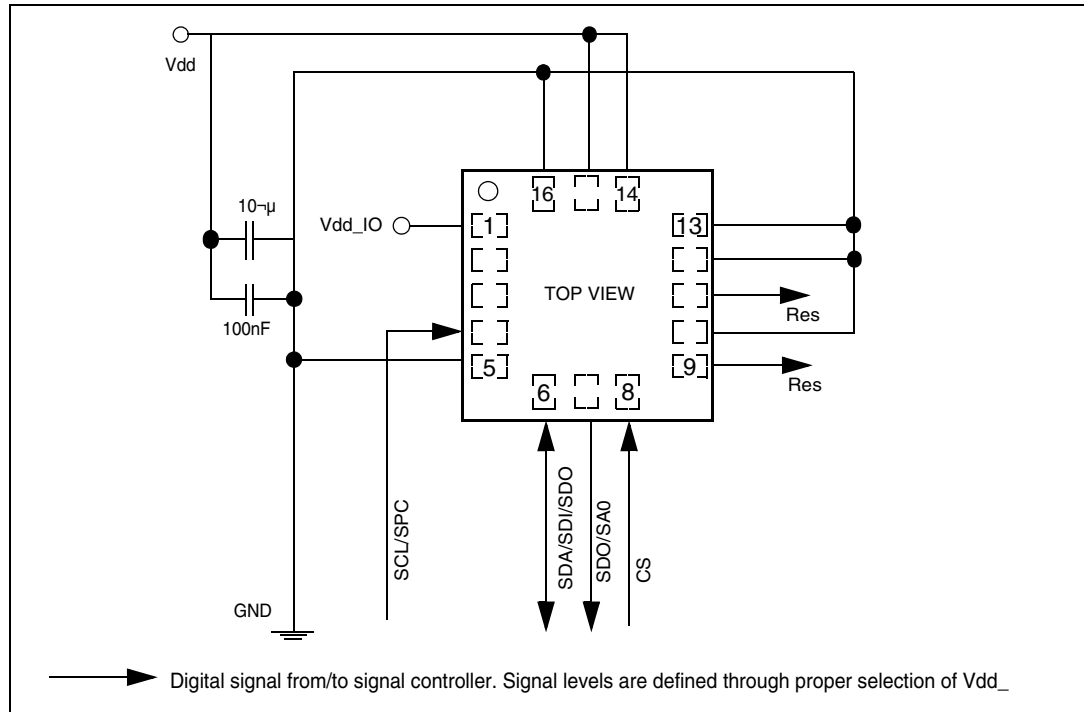 Vdd
10¬µ
Vdd_IO
16
14
1
13
TOP VIEW
Res
100nF
5
9
Res
6
8
SCL/SPC
SDA/SDI/SDO
SDO/SA0
CS
GND
Digital signal from/to signal controller. Signal levels are defined through proper selection of Vdd_